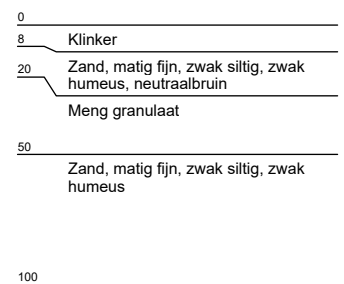 0
8
Klinker
20
Zand, matig fijn, zwak siltig, zwak
humeus, neutraalbruin
Meng granulaat
50
Zand, matig fijn, zwak siltig, zwak
humeus
100